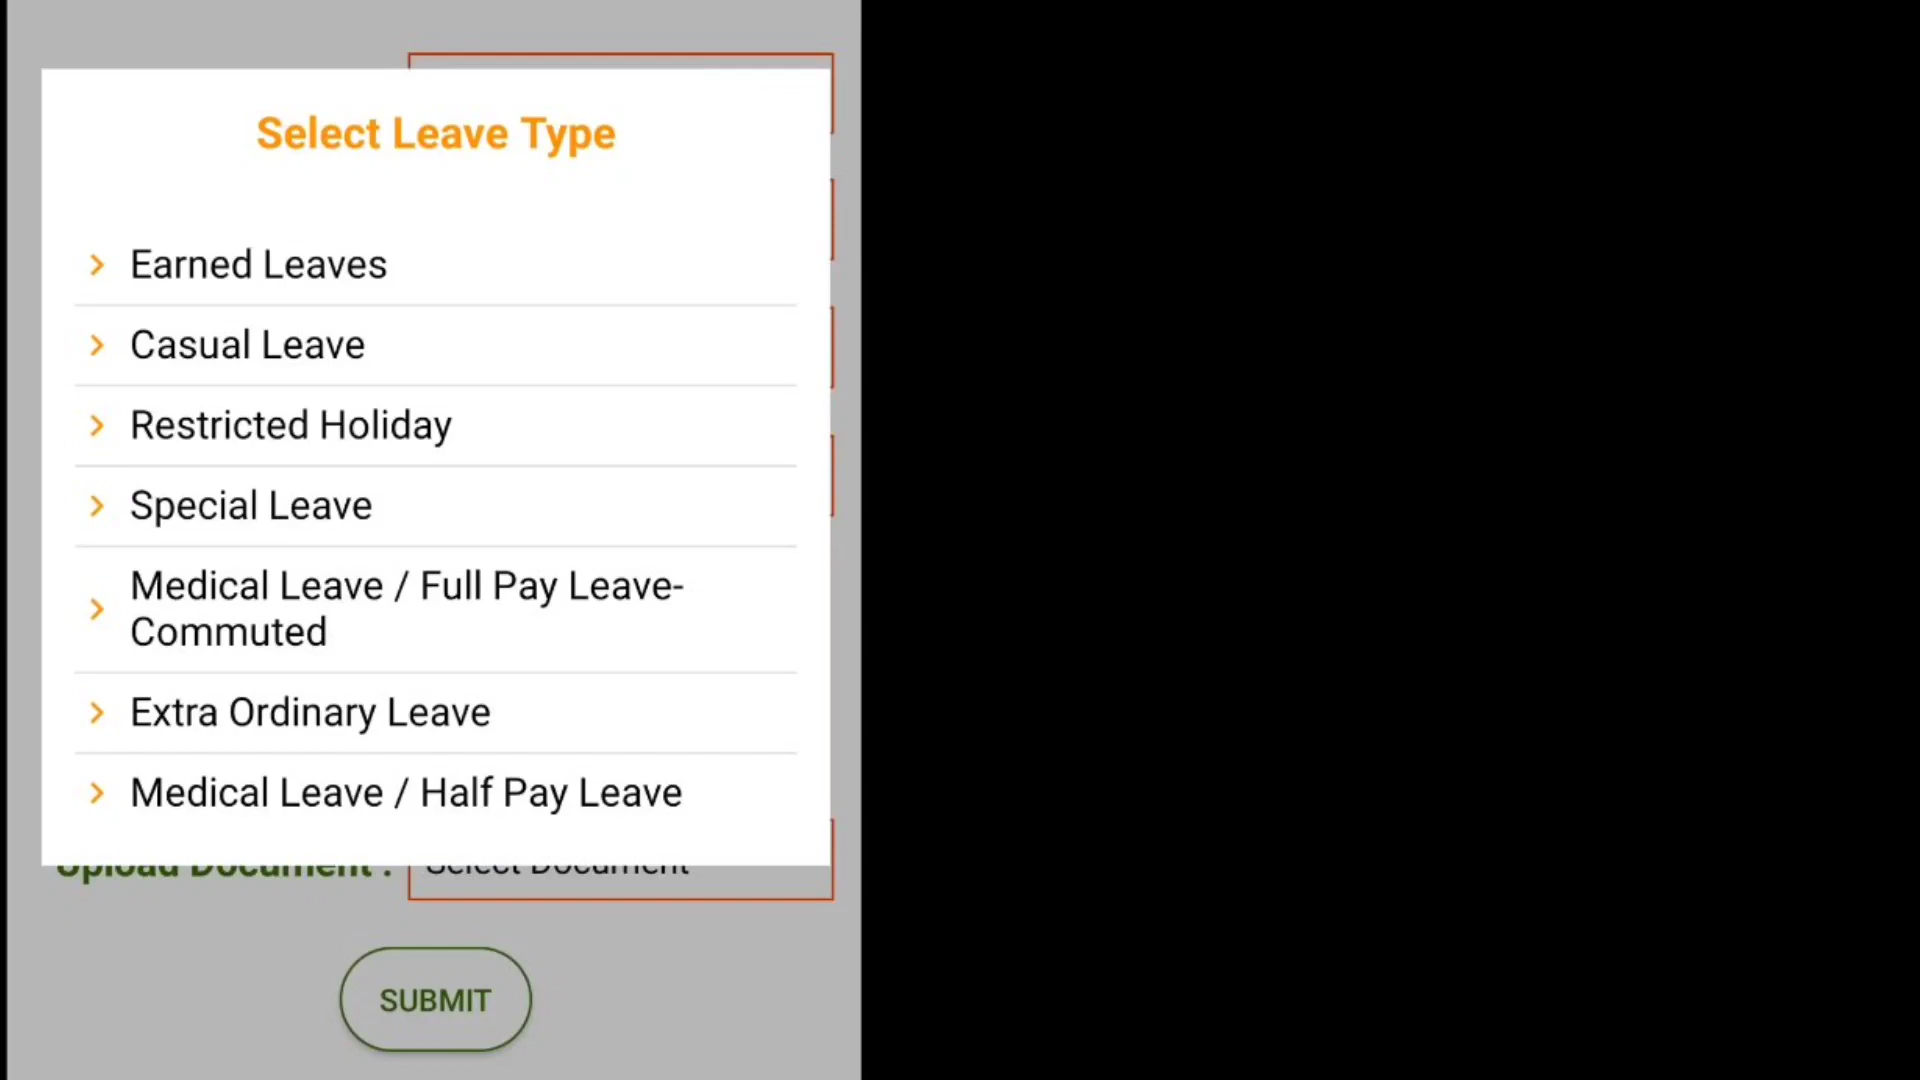 Select Leave Type
Earned Leaves
Casual Leave
Restricted Holiday
Special Leave
Medical Leave / Full Pay Leave-
Commuted
Extra Ordinary Leave
Medical Leave / Half Pay Leave
Upload Document :
Select Document
SUBMIT